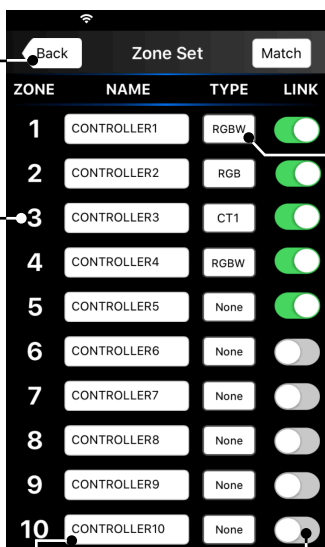 Back Zone Set Match
ZONE NAME TYPE LINK
1 CONTROLLER1 RGBW
2 CONTROLLER2 RGB
3 CONTROLLER3 CT1
4 CONTROLLER4 RGBW
5 CONTROLLER5 None
6 CONTROLLER6 None
7 CONTROLLER7 None
8 CONTROLLER8 None
9 CONTROLLER9 None
10 CONTROLLER10 None